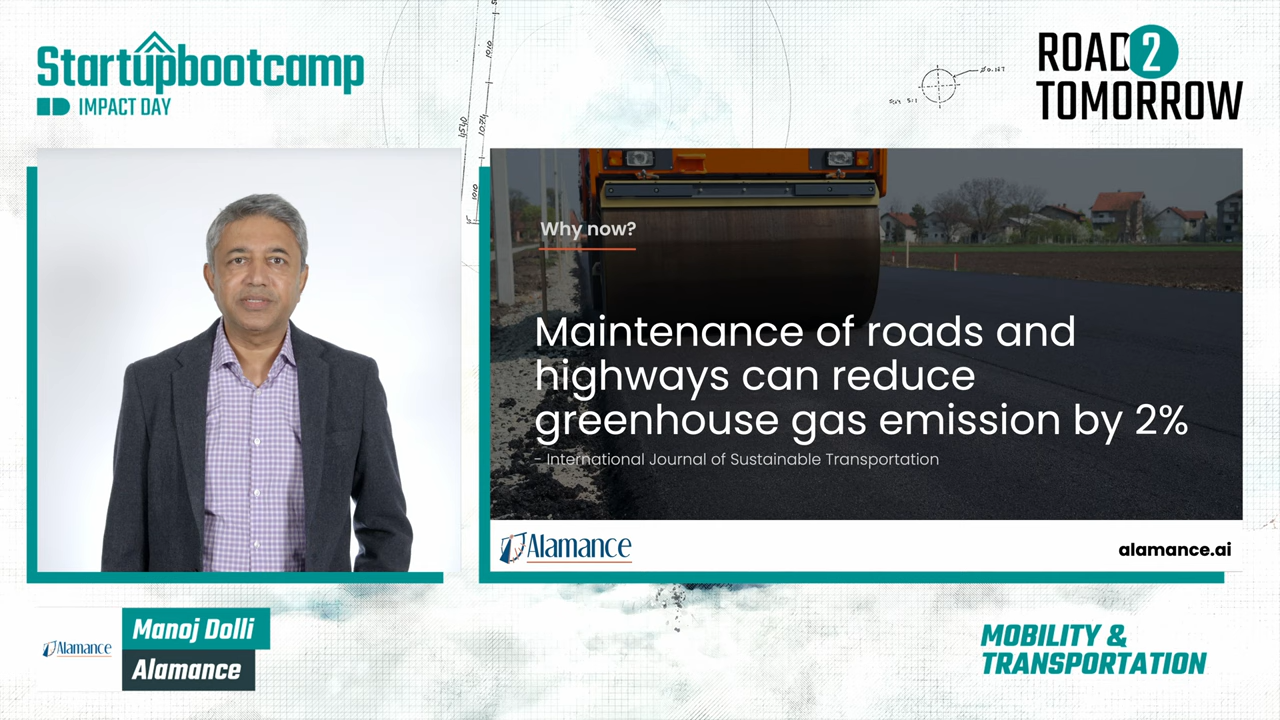 Startupbootcamp
IMPACT DAY
ROAD 2
TOMORROW
Why now?
Maintenance of roads and
highways can reduce
greenhouse gas emission by 2%
- International Journal of Sustainable Transportation
Alamance
alamance.ai
Alamance
Manoj Dolli
Alamance
MOBILITY &
TRANSPORTATION